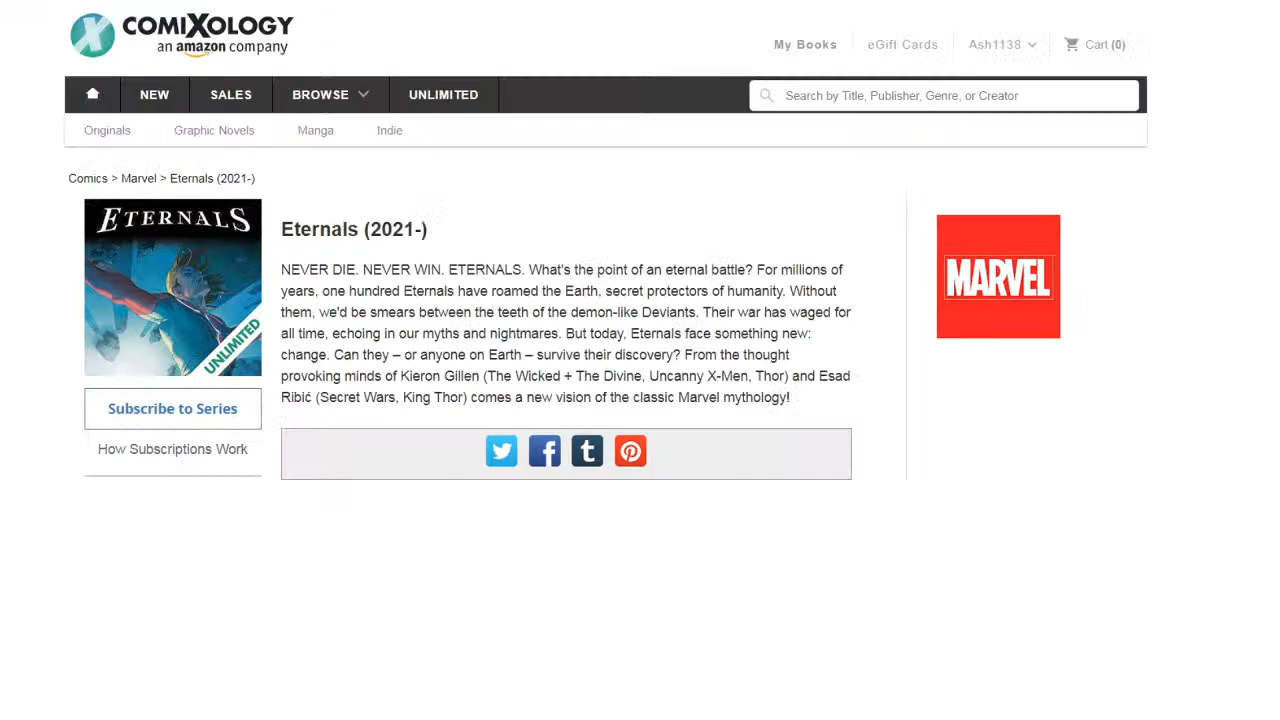 COMIXOLOGY
an amazon company
My Books
eGift Cards
Ash1138
Cart (0)
NEW
SALES
BROWSE
UNLIMITED
Search by Title, Publisher, Genre, or Creator
Originals
Graphic Novels
Manga
Indie
Comics > Marvel > Eternals (2021-)
ETERNALS
UNLIMITED
Subscribe to Series
How Subscriptions Work
Eternals (2021-)
NEVER DIE. NEVER WIN. ETERNALS. What's the point of an eternal battle? For millions of
years, one hundred Eternals have roamed the Earth, secret protectors of humanity. Without
them, we'd be smears between the teeth of the demon-like Deviants. Their war has waged for
all time, echoing in our myths and nightmares. But today, Eternals face something new:
change. Can they – or anyone on Earth – survive their discovery? From the thought
provoking minds of Kieron Gillen (The Wicked + The Divine, Uncanny X-Men, Thor) and Esad
Ribić (Secret Wars, King Thor) comes a new vision of the classic Marvel mythology!
MARVEL